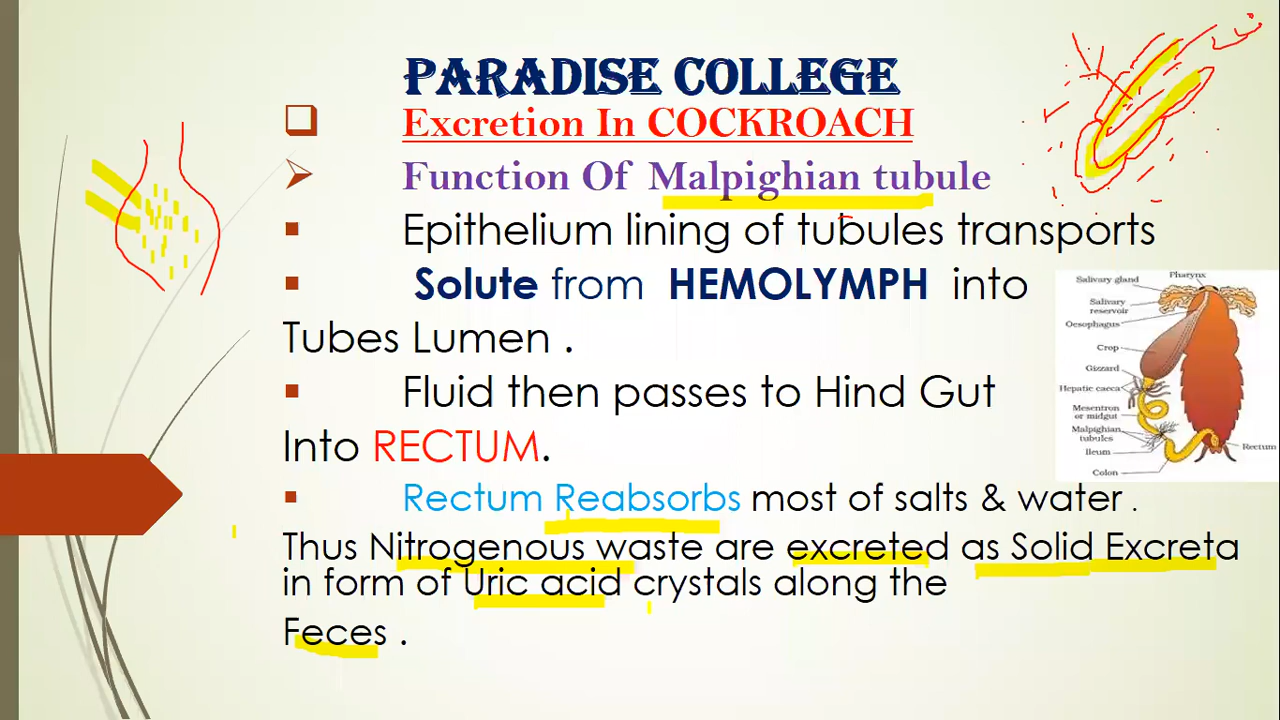 PARADISE COLLEGE
Excretion In COCKROACH
Function Of Malpighian tubule
Epithelium lining of tubules transports
Solute from HEMOLYMPH into
Tubes Lumen .
Fluid then passes to Hind Gut
Into RECTUM.
Rectum Reabsorbs most of salts & water .
Thus Nitrogenous waste are excreted as Solid Excreta
in form of Uric acid crystals along the
Feces .
Pharynx
Salivary gland
Salivary
reservoir
Oesophagus
Crop
Gizzard
Hepatic caeca
Mesentron
or midgut
Malpighian
tubules
Ileum
Colon
Rectum